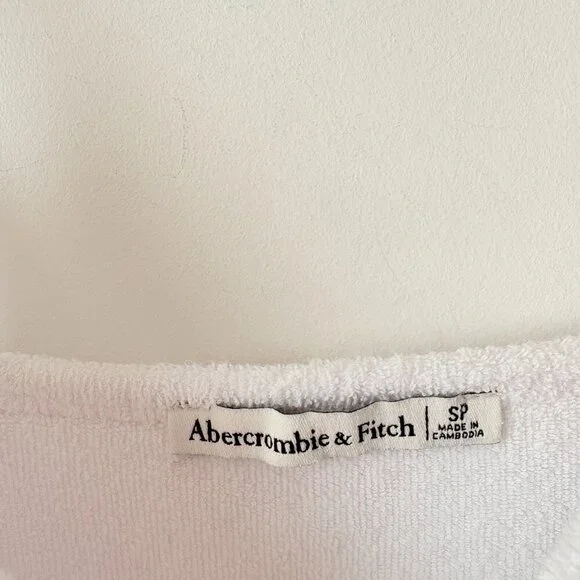 Abercrombie & Fitch
SP
MADE IN
CAMBODIA